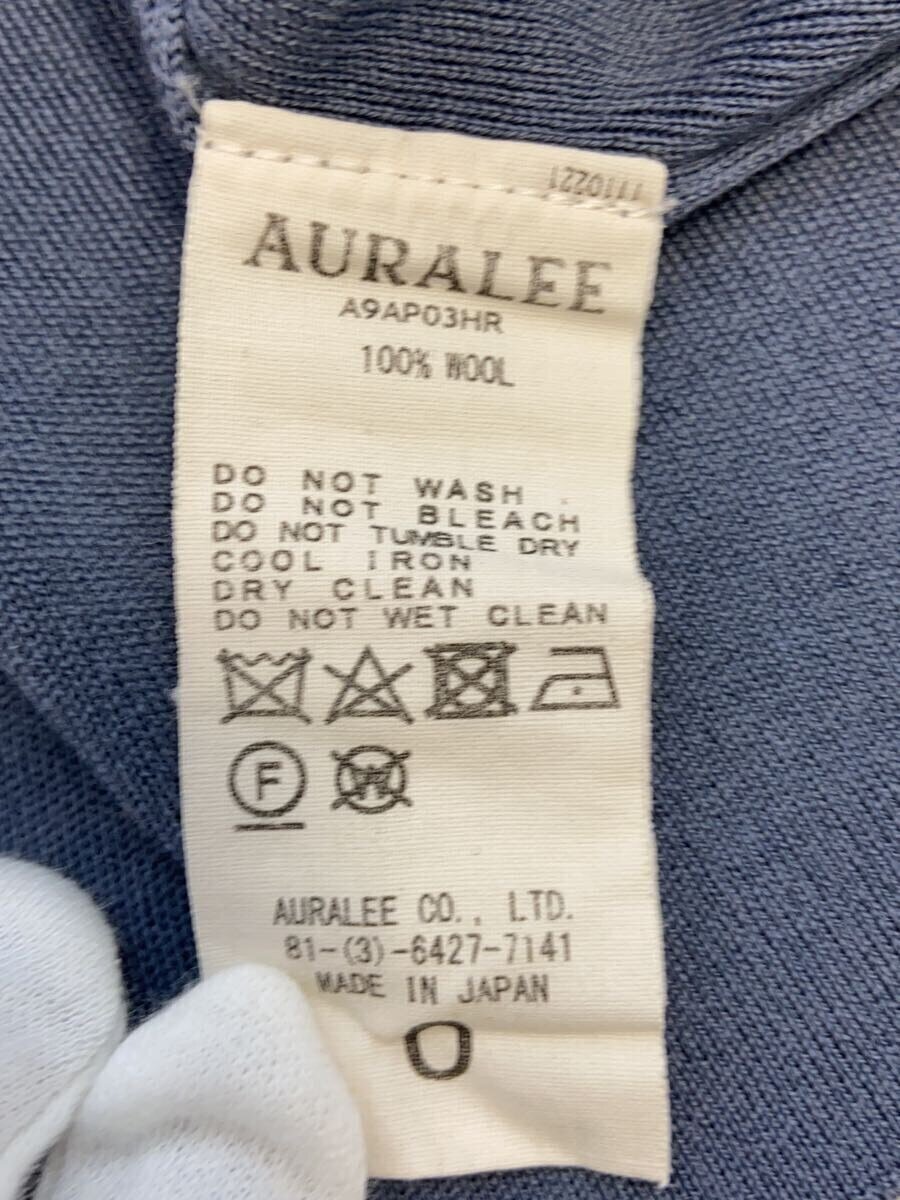 1110221
AURALEE
A9AP03HR
100% WOOL
DO NOT WASH
DO NOT BLEACH
DO NOT TUMBLE DRY
COOL IRON
DRY CLEAN
DO NOT WET CLEAN
F W
AURALEE CO., LTD.
81-(3)-6427-7141
MADE IN JAPAN
O